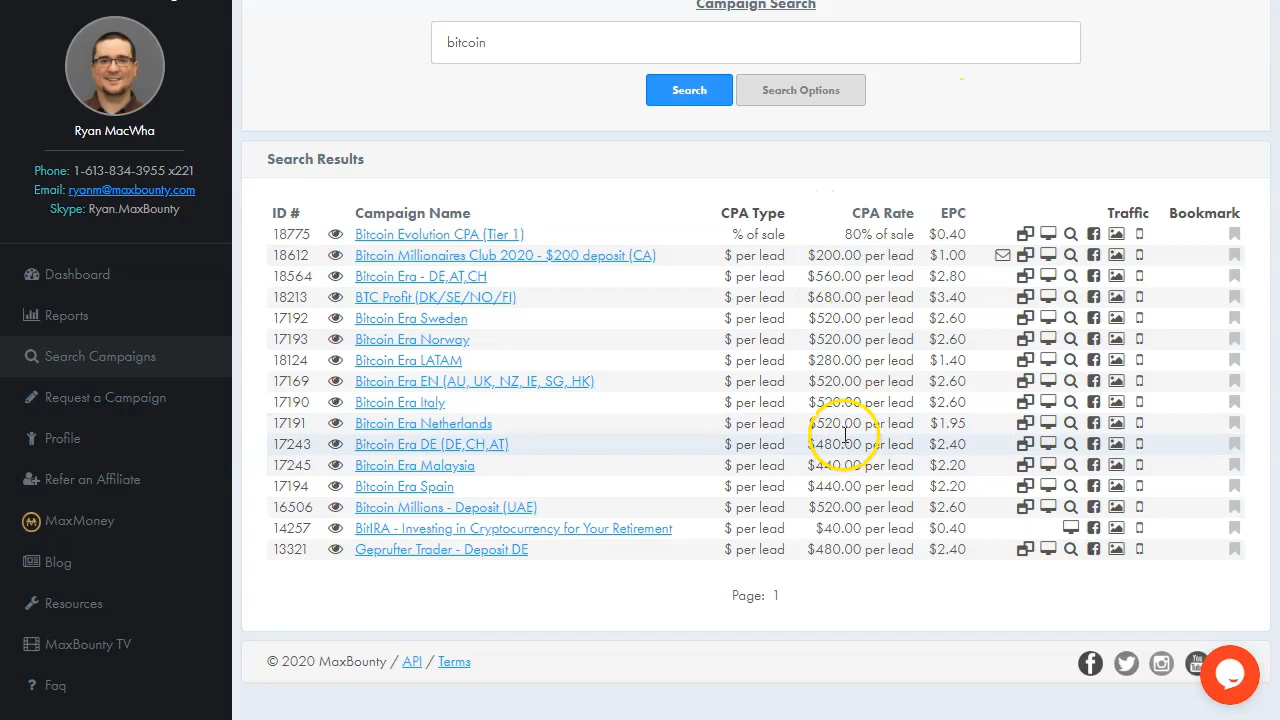 Campaign Search
bitcoin
Search Search Options
Ryan MacWha
Phone: 1-613-834-3955 x221
Email: ryanm@maxbounty.com
Skype: Ryan.MaxBounty
Dashboard
Reports
Search Campaigns
Request a Campaign
Profile
Refer an Affiliate
MaxMoney
Blog
Resources
MaxBounty TV
? Faq
Search Results
ID # Campaign Name CPA Type CPA Rate EPC Traffic Bookmark
18775 Bitcoin Evolution CPA (Tier 1) % of sale 80% of sale $0.40
18612 Bitcoin Millionaires Club 2020 - $200 deposit (CA) $ per lead $200.00 per lead $1.00
18564 Bitcoin Era - DE,AT,CH $ per lead $560.00 per lead $2.80
18213 BTC Profit (DK/SE/NO/FI) $ per lead $680.00 per lead $3.40
17192 Bitcoin Era Sweden $ per lead $520.00 per lead $2.60
17193 Bitcoin Era Norway $ per lead $520.00 per lead $2.60
18124 Bitcoin Era LATAM $ per lead $280.00 per lead $1.40
17169 Bitcoin Era EN (AU, UK, NZ, IE, SG, HK) $ per lead $520.00 per lead $2.60
17190 Bitcoin Era Italy $ per lead $520.00 per lead $2.60
17191 Bitcoin Era Netherlands $ per lead $520.00 per lead $1.95
17243 Bitcoin Era DE (DE,CH,AT) $ per lead $480.00 per lead $2.40
17245 Bitcoin Era Malaysia $ per lead $440.00 per lead $2.20
17194 Bitcoin Era Spain $ per lead $440.00 per lead $2.20
16506 Bitcoin Millions - Deposit (UAE) $ per lead $520.00 per lead $2.60
14257 BitIRA - Investing in Cryptocurrency for Your Retirement $ per lead $40.00 per lead $0.40
13321 Geprufter Trader - Deposit DE $ per lead $480.00 per lead $2.40
Page: 1
© 2020 MaxBounty / API / Terms